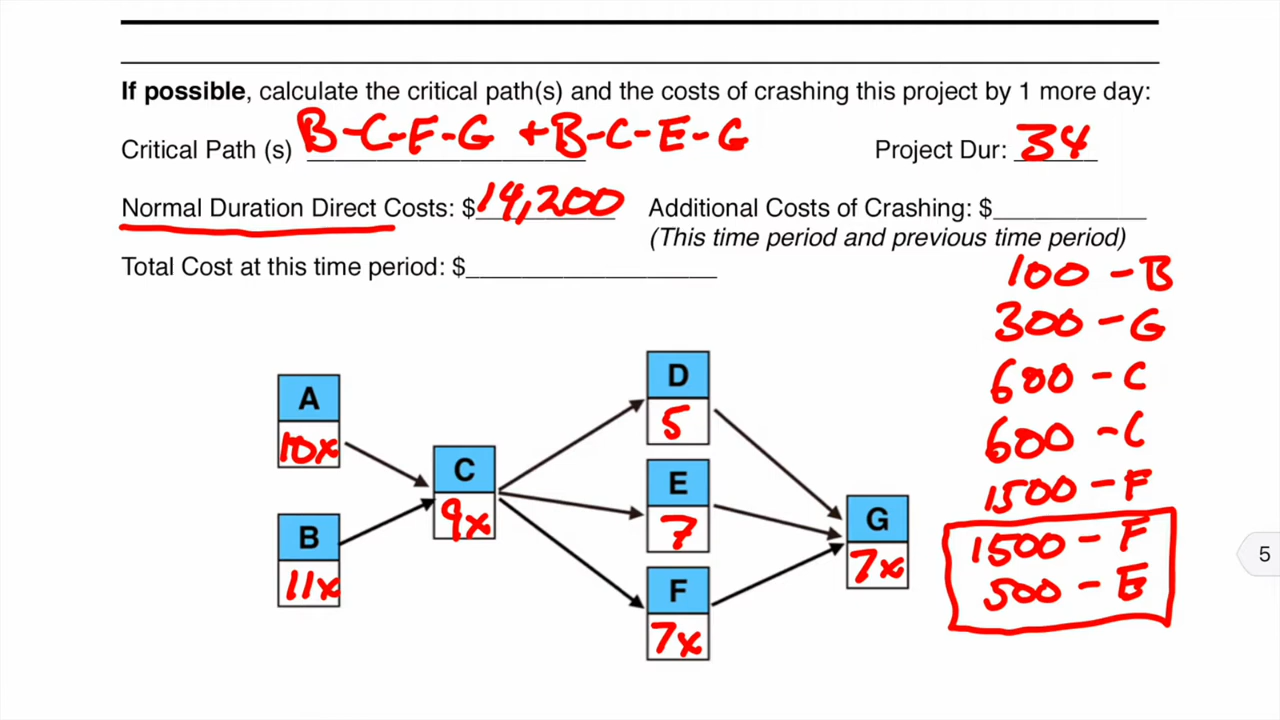 If possible, calculate the critical path(s) and the costs of crashing this project by 1 more day:
Critical Path (s) B-C-F-G + B-C-E-G Project Dur: 34
Normal Duration Direct Costs: $14,200 Additional Costs of Crashing: $
(This time period and previous time period)
Total Cost at this time period: $
100 - B
300 - G
600 - C
600 - C
1500 - F
1500 - F
500 - E
A
10x
B
11x
C
9x
D
5
E
7
F
7x
G
7x
5